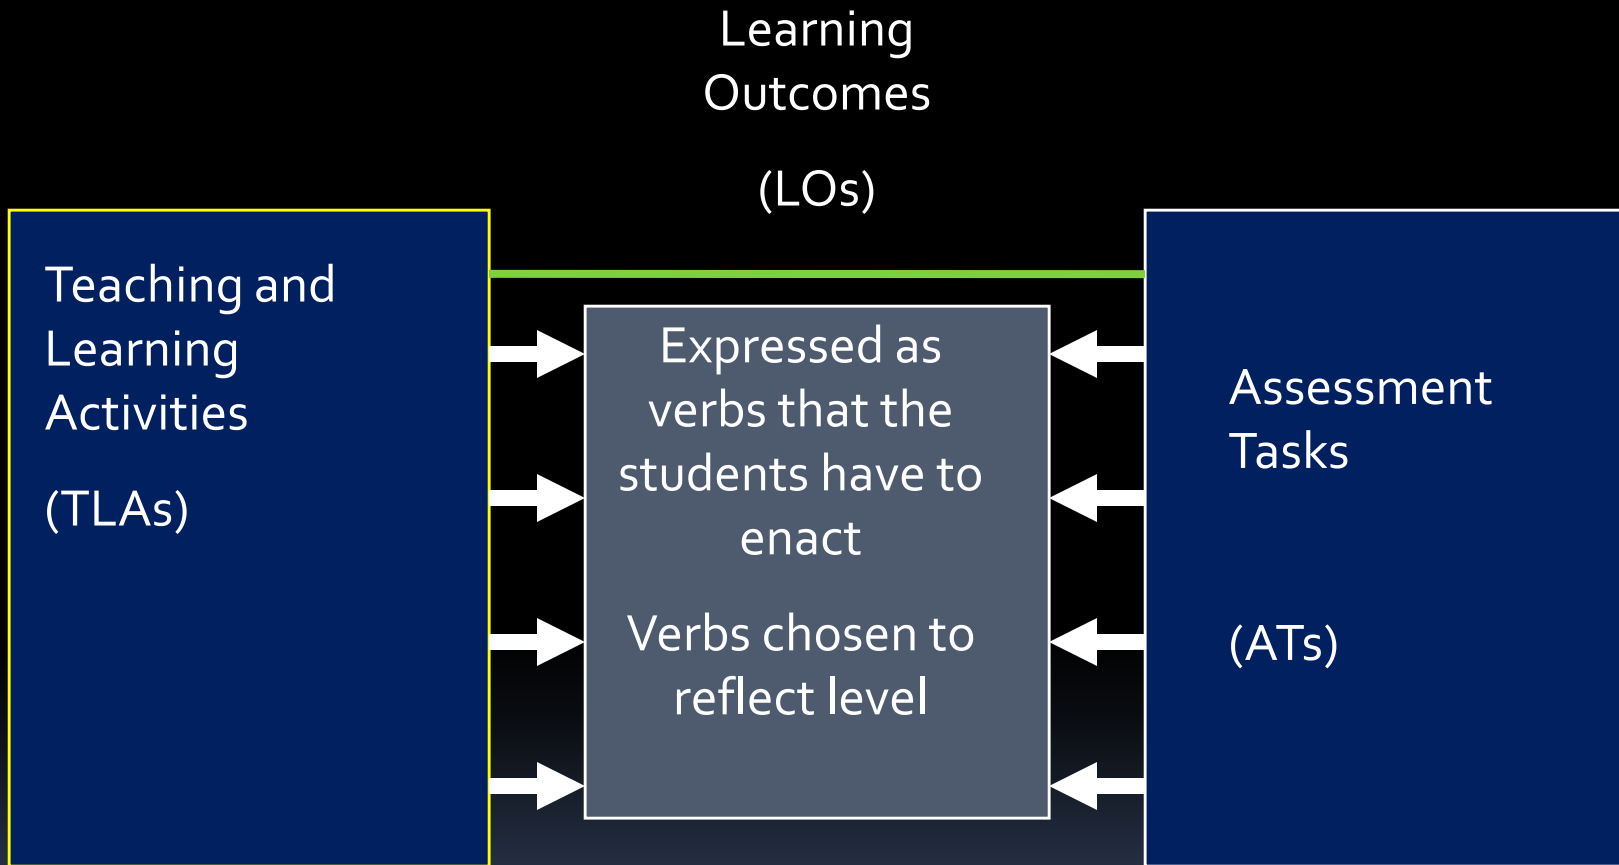 Learning
Outcomes
(LOs)
Teaching and
Learning
Activities
(TLAs)
Expressed as
verbs that the
students have to
enact
Verbs chosen to
reflect level
Assessment
Tasks
(ATs)